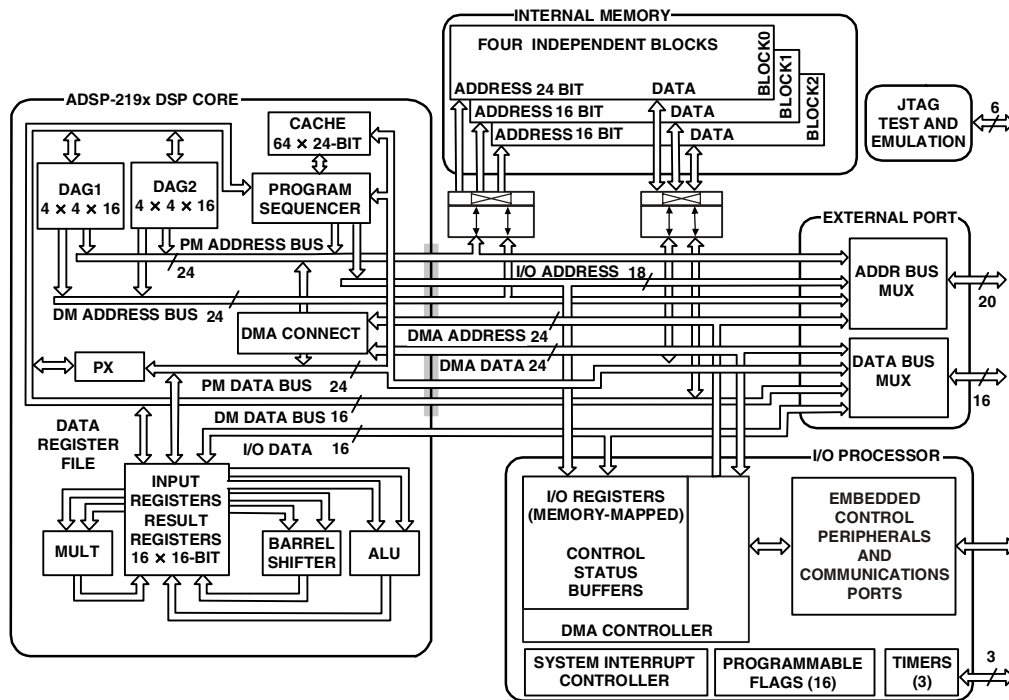 INTERNAL MEMORY
FOUR INDEPENDENT BLOCKS
BLOCK0
BLOCK1
BLOCK2
ADDRESS 24 BIT DATA
ADDRESS 16 BIT DATA
ADDRESS 16 BIT DATA
JTAG
TEST AND
EMULATION
6
ADSP-219x DSP CORE
CACHE
64 × 24-BIT
DAG1
4 × 4 × 16
DAG2
4 × 4 × 16
PROGRAM
SEQUENCER
EXTERNAL PORT
PM ADDRESS BUS
24
I/O ADDRESS 18
ADDR BUS
MUX
20
DM ADDRESS BUS 24
DMA CONNECT
DMA ADDRESS 24
PX
DMA DATA 24
DATA BUS
MUX
16
PM DATA BUS 24
DM DATA BUS 16
I/O DATA 16
DATA
REGISTER
FILE
INPUT
REGISTERS
RESULT
REGISTERS
16 × 16-BIT
MULT
BARREL
SHIFTER
ALU
I/O PROCESSOR
I/O REGISTERS
(MEMORY-MAPPED)
CONTROL
STATUS
BUFFERS
DMA CONTROLLER
EMBEDDED
CONTROL
PERIPHERALS
AND
COMMUNICATIONS
PORTS
SYSTEM INTERRUPT
CONTROLLER
PROGRAMMABLE
FLAGS (16)
TIMERS
(3)
3